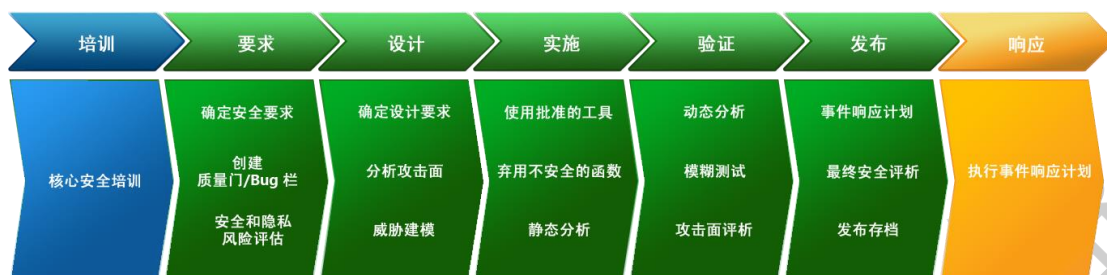 培训
要求
设计
实施
验证
发布
响应
核心安全培训
确定安全要求
创建
质量门/Bug 栏
安全和隐私
风险评估
确定设计要求
分析攻击面
威胁建模
使用批准的工具
弃用不安全的函数
静态分析
动态分析
模糊测试
攻击面评析
事件响应计划
最终安全评析
发布存档
执行事件响应计划